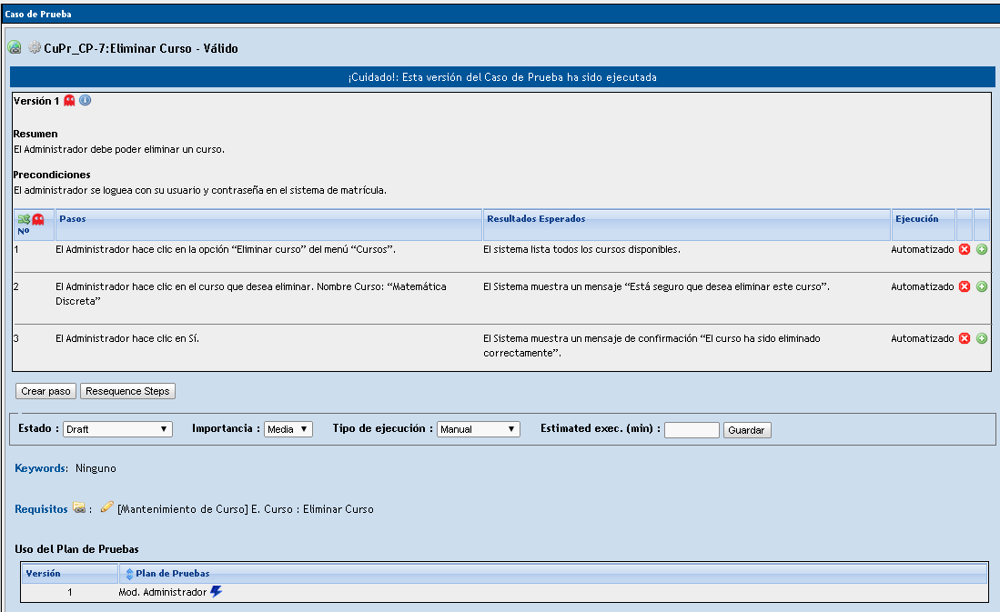 Caso de Prueba
CuPr_CP-7:Eliminar Curso - Válido
¡Cuidado!: Esta versión del Caso de Prueba ha sido ejecutada
Versión 1
Resumen
El Administrador debe poder eliminar un curso.
Precondiciones
El administrador se loguea con su usuario y contraseña en el sistema de matrícula.
Nº Pasos Resultados Esperados Ejecución
1 El Administrador hace clic en la opción “Eliminar curso” del menú “Cursos”. El sistema lista todos los cursos disponibles. Automatizado
2 El Administrador hace clic en el curso que desea eliminar. Nombre Curso: “Matemática El Sistema muestra un mensaje “Está seguro que desea eliminar este curso”. Automatizado
Discreta”
3 El Administrador hace clic en Sí. El Sistema muestra un mensaje de confirmación “El curso ha sido eliminado Automatizado
correctamente”.
Crear paso Resequence Steps
Estado : Draft Importancia : Media Tipo de ejecución : Manual Estimated exec. (min) : Guardar
Keywords: Ninguno
Requisitos : [Mantenimiento de Curso] E. Curso : Eliminar Curso
Uso del Plan de Pruebas
Versión Plan de Pruebas
1 Mod. Administrador